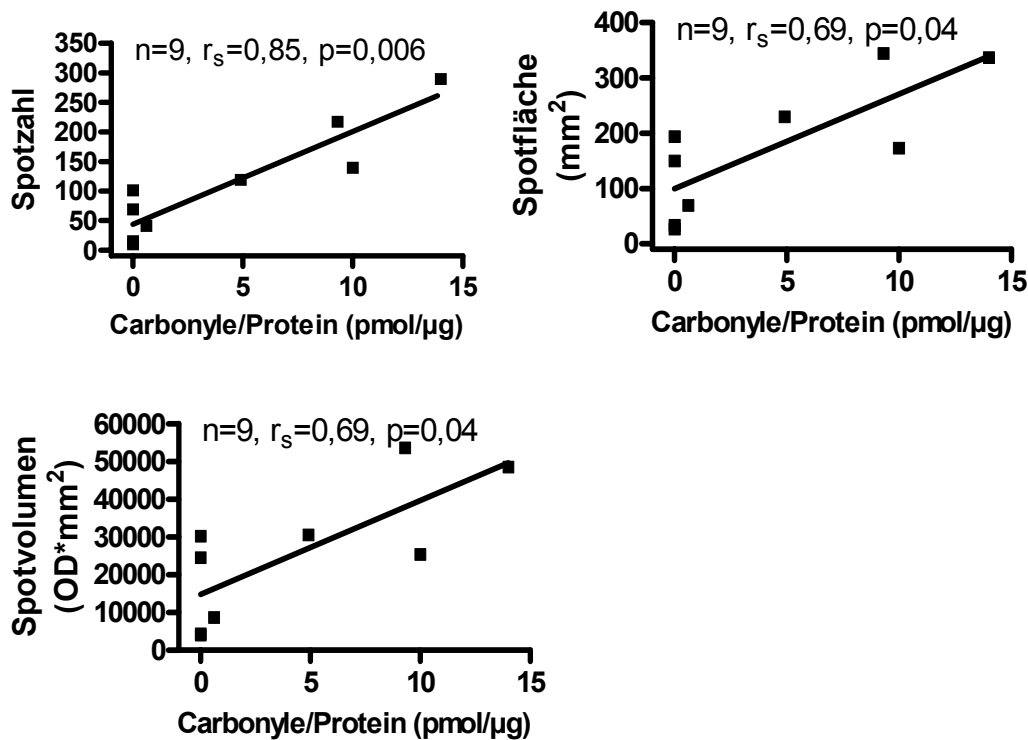 n=9, rs=0,85, p=0,006
Spotzahl
350
300
250
200
150
100
50
0
0 5 10 15
Carbonyle/Protein (pmol/µg)
n=9, rs=0,69, p=0,04
Spotfläche
(mm²)
400
300
200
100
0
0 5 10 15
Carbonyle/Protein (pmol/µg)
n=9, rs=0,69, p=0,04
Spotvolumen
(OD*mm²)
60000
50000
40000
30000
20000
10000
0
0 5 10 15
Carbonyle/Protein (pmol/µg)